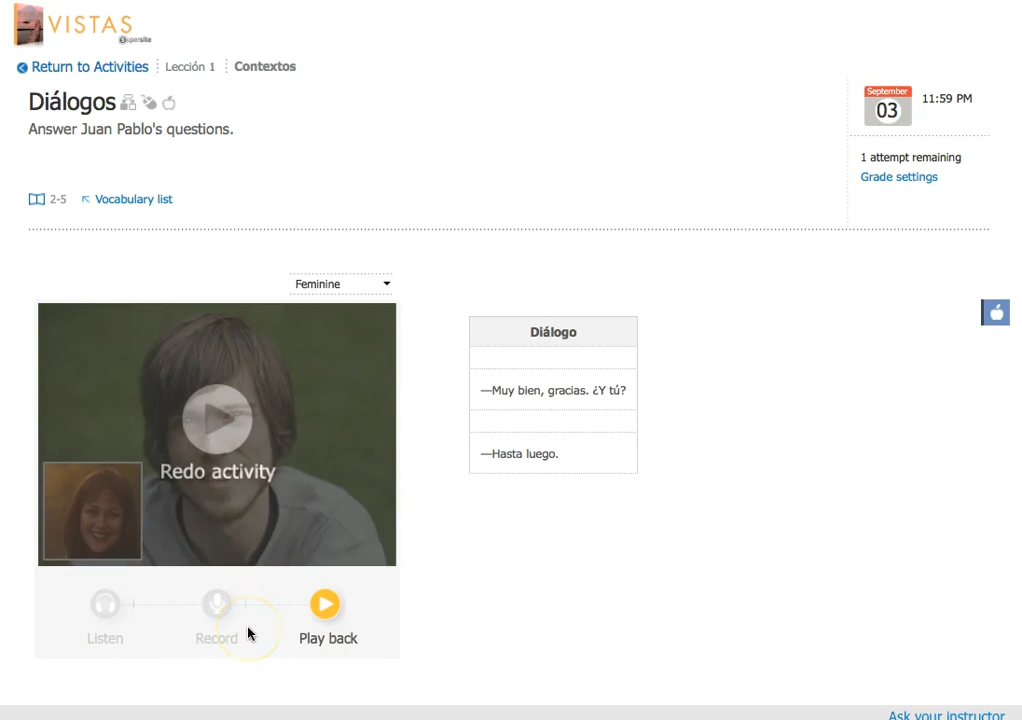 VISTAS
Supersite
Return to Activities
Lección 1
Contextos
Diálogos
Answer Juan Pablo's questions.
September
03
11:59 PM
1 attempt remaining
Grade settings
2-5
Vocabulary list
Feminine
Redo activity
Listen
Record
Play back
Diálogo
—Muy bien, gracias. ¿Y tú?
—Hasta luego.
Ask your instructor